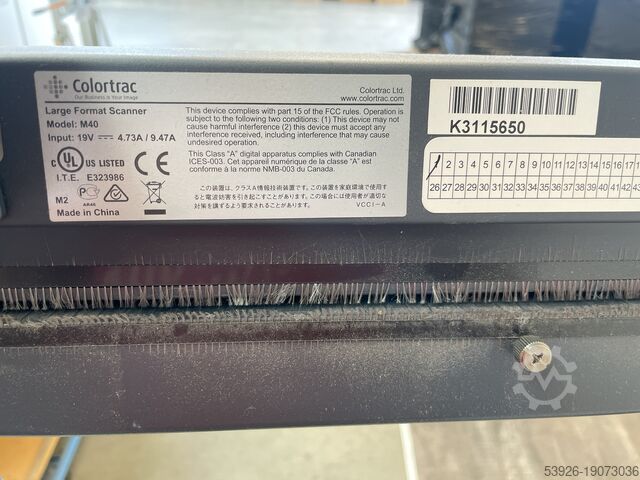 Colortrac
Our Business is Your Image
Large Format Scanner
Model: M40
Input: 19V 4.73A / 9.47A
UL US LISTED
I.T.E. E323986
CE
M2
AR46
Made in China
Colortrac Ltd.
www.colortrac.com
This device complies with part 15 of the FCC rules. Operation is
subject to the following two conditions: (1) This device may not
cause harmful interference (2) this device must accept any
interference received, including interference that may cause
undesired operation.
This Class "A" digital apparatus complies with Canadian
ICES-003. Cet apparei numérique de la classe "A" est
conforme à la norme NMB-003 du Canada.
この装置は、クラスA情報技術装置です。この装置を家庭環境で使用す
ると電波妨害を引き起こすことがあります。この場合には使用者が適切な
対策を講ずるよう要求されることがあります。 VCCI-A
K3115650
2 3 4 5 6 7 8 9 10 11 12 13 14 15 16 17
26 27 28 29 30 31 32 33 34 35 36 37 38 39 40 41 42
53926-19073036